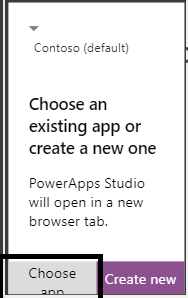 Contoso (default)
Choose an
existing app or
create a new one
PowerApps Studio
will open in a new
browser tab.
Choose
app
Create new